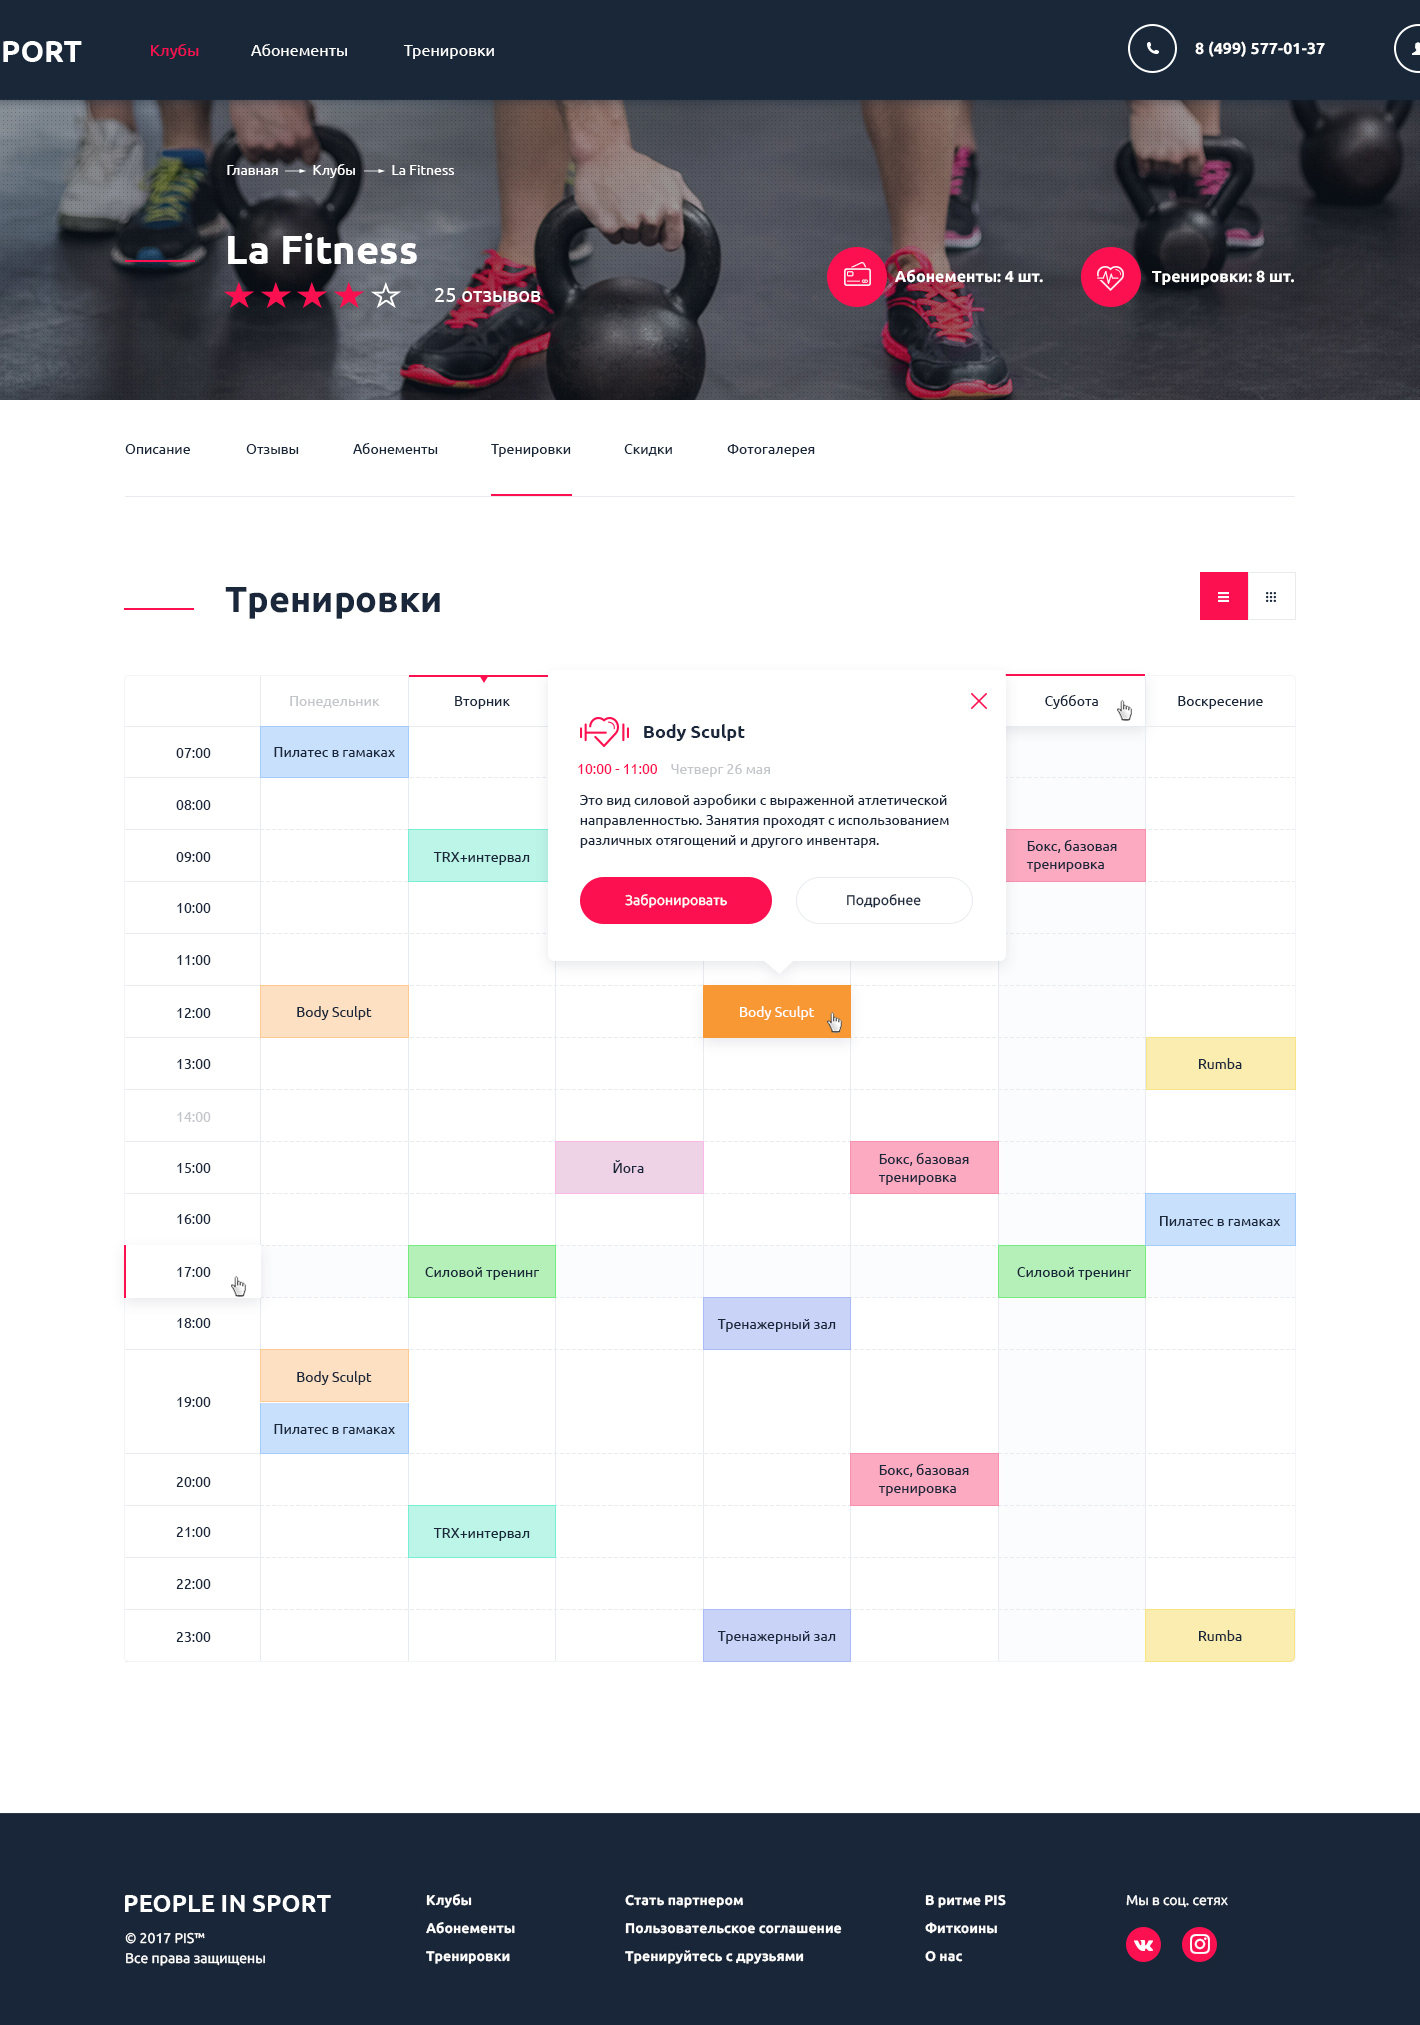 PORT
Клубы
Абонементы
Тренировки
8 (499) 577-01-37
Главная
Клубы
La Fitness
La Fitness
25 отзывов
Абонементы: 4 шт.
Тренировки: 8 шт.
Описание
Отзывы
Абонементы
Тренировки
Скидки
Фотогалерея
Тренировки
Понедельник
Вторник
Суббота
Воскресение
Body Sculpt
10:00 - 11:00
Четверг 26 мая
Это вид силовой аэробики с выраженной атлетической
направленностью. Занятия проходят с использованием
различных отягощений и другого инвентаря.
Забронировать
Подробнее
07:00
Пилатес в гамаках
08:00
09:00
TRX+интервал
Бокс, базовая
тренировка
10:00
11:00
12:00
Body Sculpt
Body Sculpt
13:00
Rumba
14:00
15:00
Йога
Бокс, базовая
тренировка
16:00
Пилатес в гамаках
17:00
Силовой тренинг
Силовой тренинг
18:00
Тренажерный зал
19:00
Body Sculpt
Пилатес в гамаках
20:00
Бокс, базовая
тренировка
21:00
TRX+интервал
22:00
23:00
Тренажерный зал
Rumba
PEOPLE IN SPORT
© 2017 PIS™
Все права защищены
Клубы
Абонементы
Тренировки
Стать партнером
Пользовательское соглашение
Тренируйтесь с друзьями
В ритме PIS
Фиткоины
О нас
Мы в соц. сетях